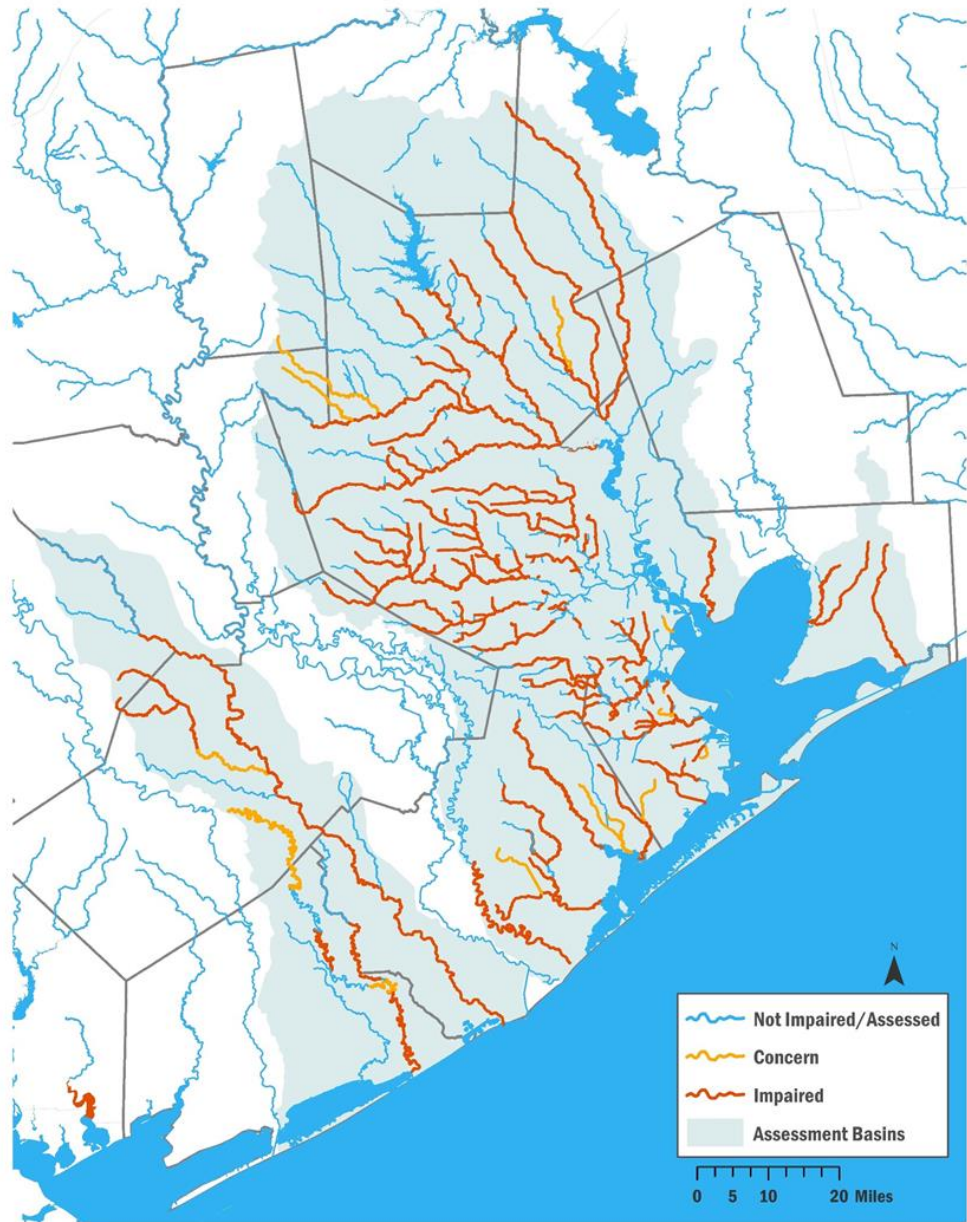 N
Not Impaired/Assessed
Concern
Impaired
Assessment Basins
0 5 10 20 Miles